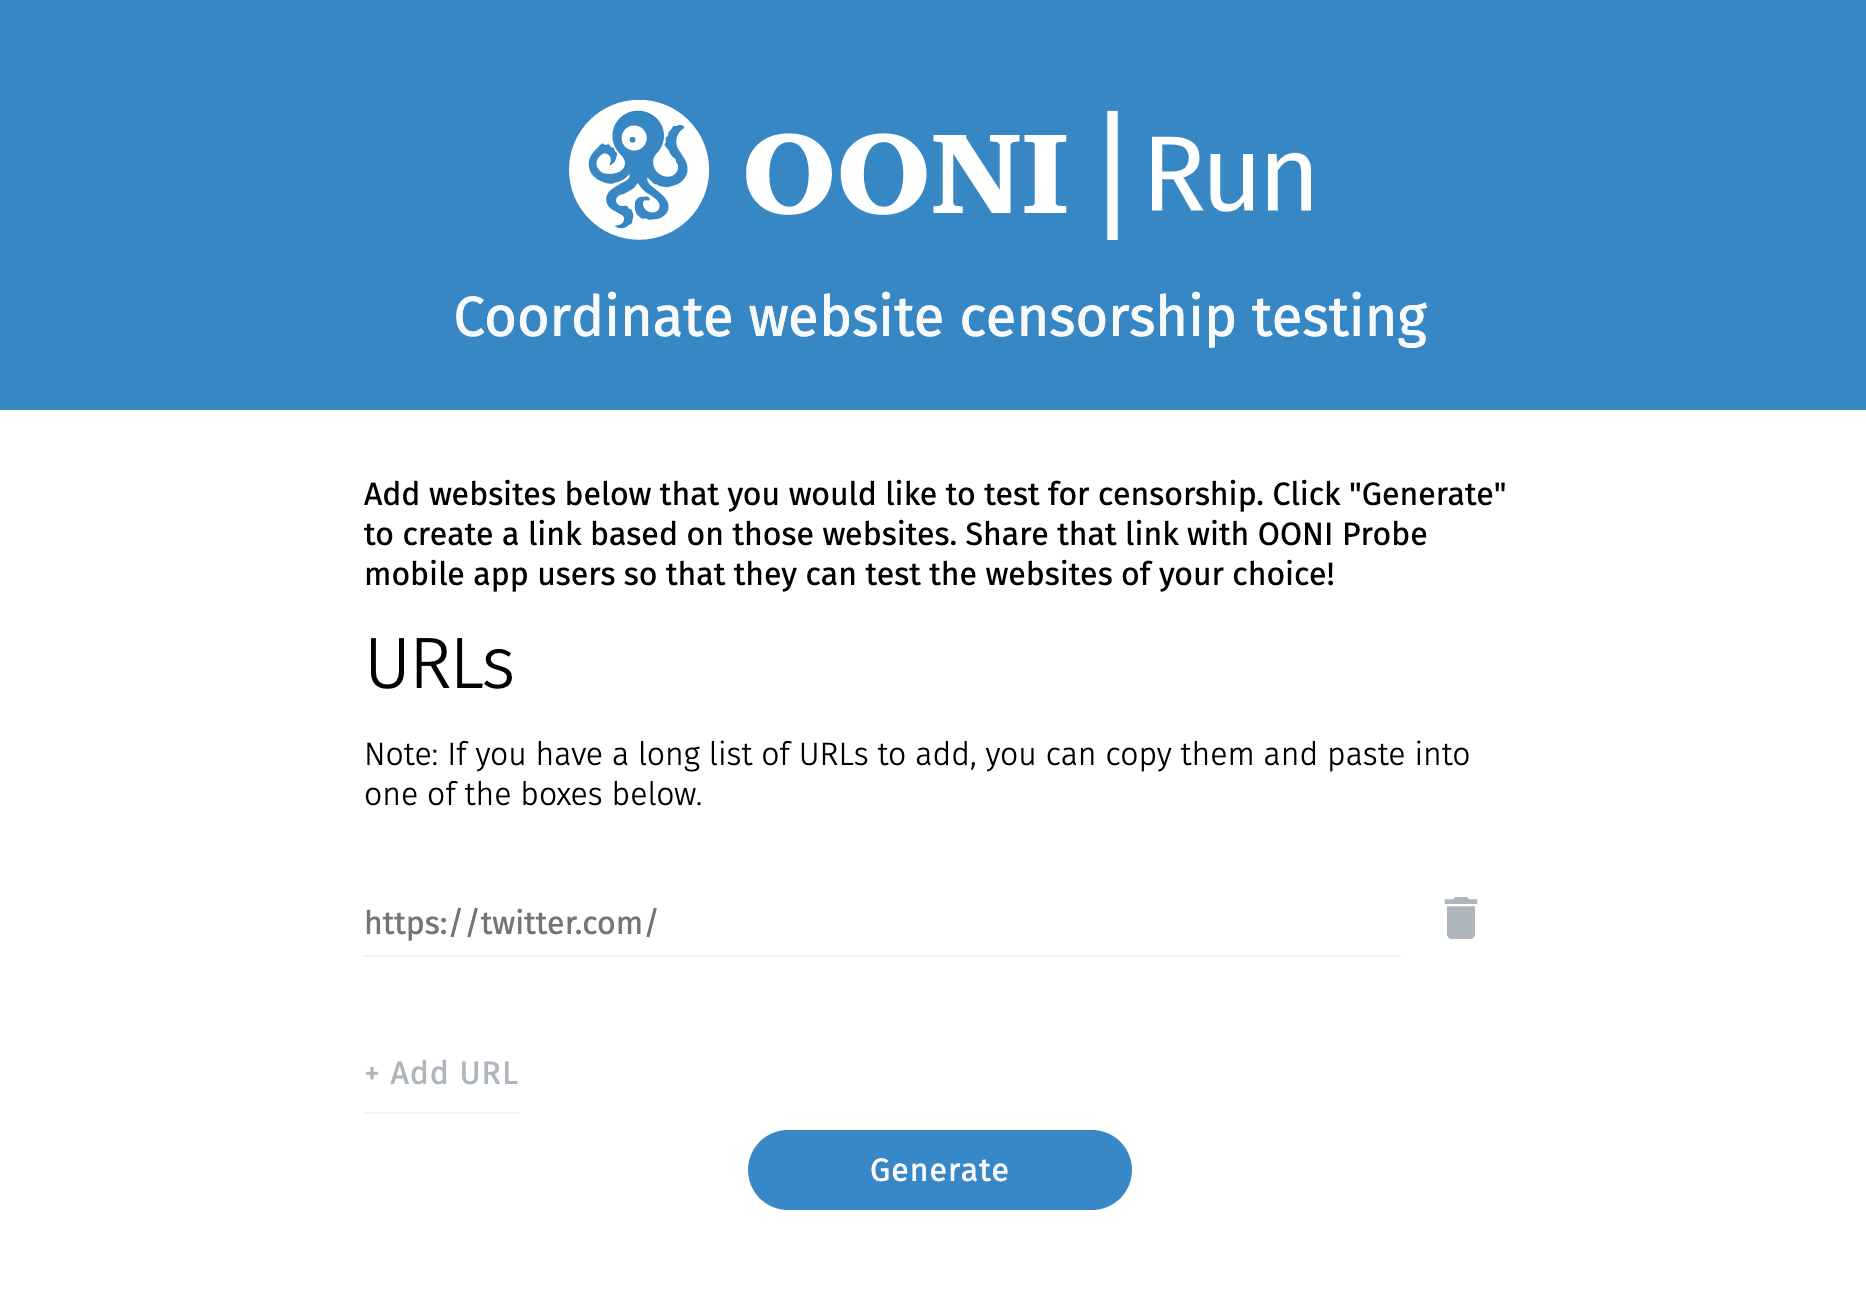 OONI | Run
Coordinate website censorship testing
Add websites below that you would like to test for censorship. Click "Generate"
to create a link based on those websites. Share that link with OONI Probe
mobile app users so that they can test the websites of your choice!
URLs
Note: If you have a long list of URLs to add, you can copy them and paste into
one of the boxes below.
https://twitter.com/
+ Add URL
Generate